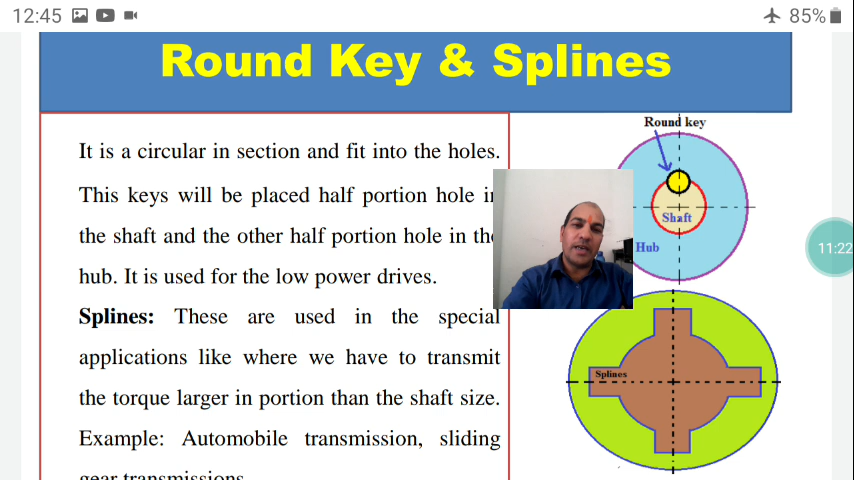 12:45
85%
Round Key & Splines
It is a circular in section and fit into the holes.
This keys will be placed half portion hole
the shaft and the other half portion hole in
hub. It is used for the low power drives.
Splines: These are used in the special
applications like where we have to transmit
the torque larger in portion than the shaft size.
Example: Automobile transmission, sliding
gear transmissions
Round key
Shaft
Hub
11:22
Splines